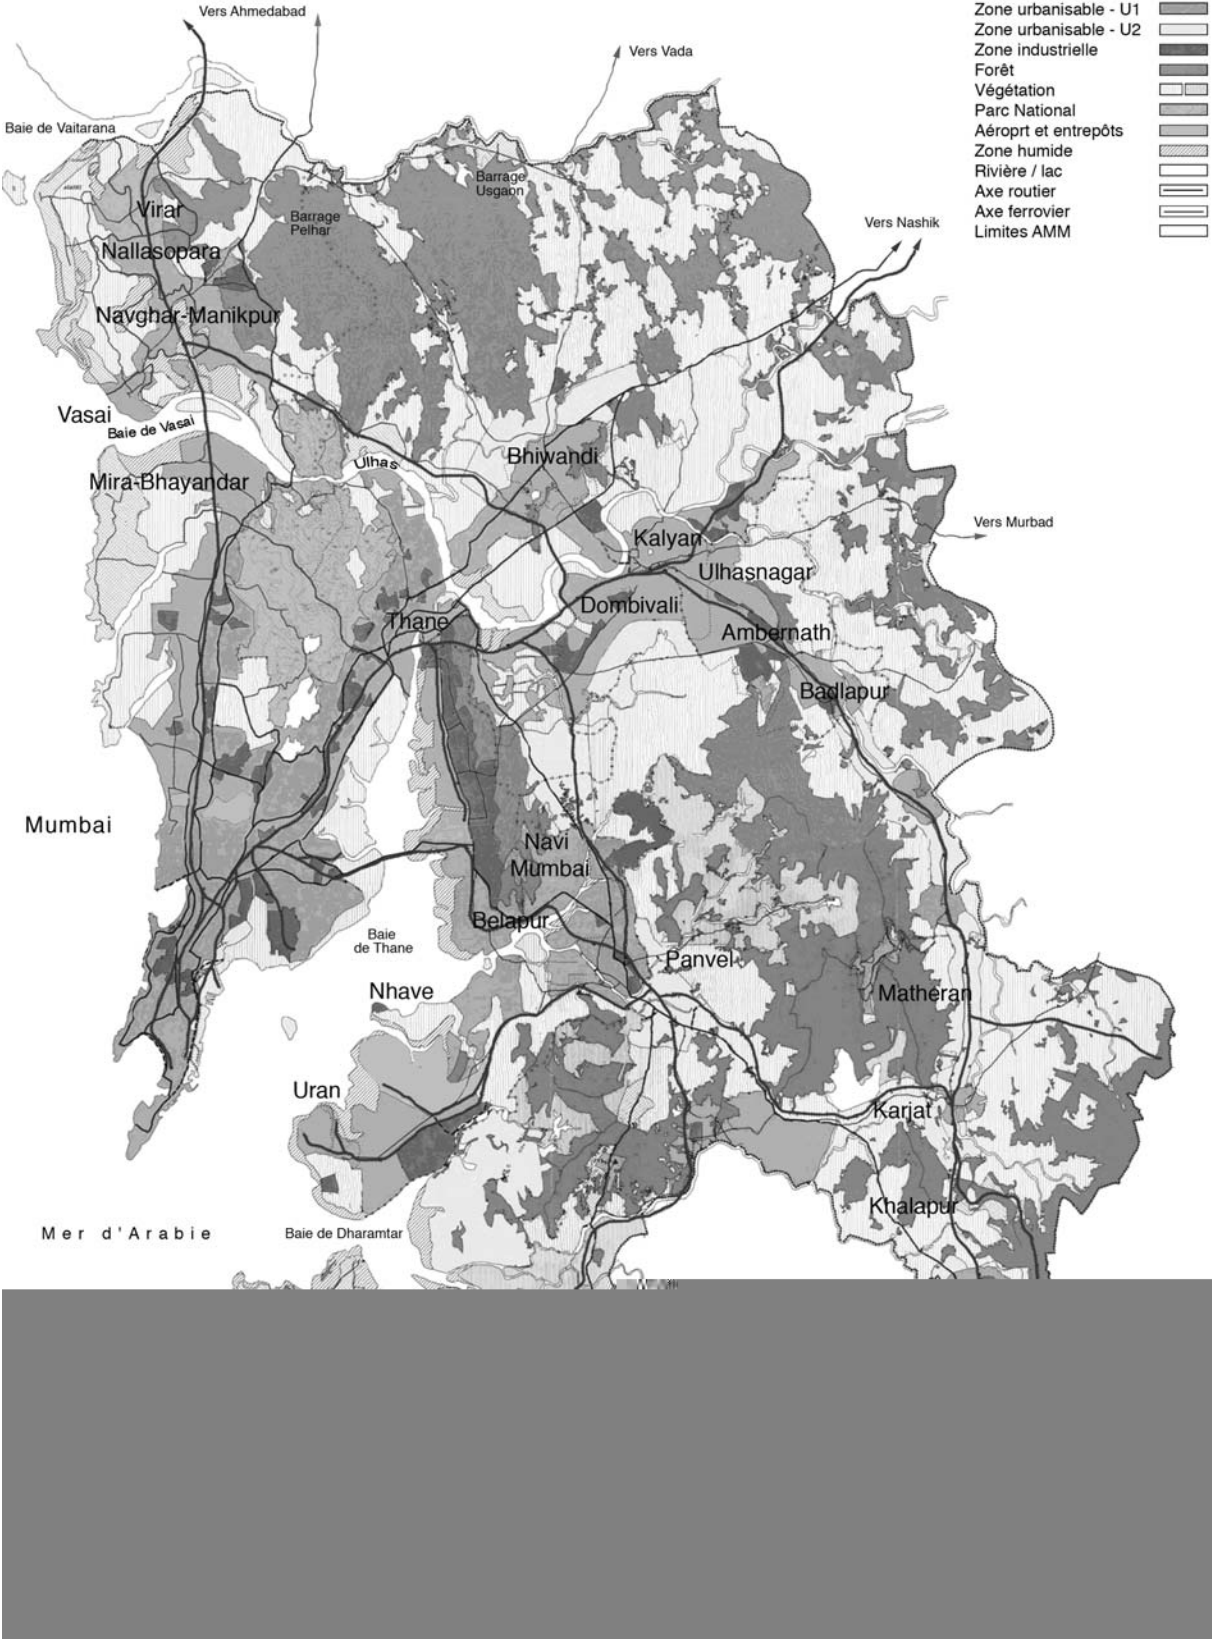 Vers Ahmedabad
Zone urbanisable - U1
Zone urbanisable - U2
Zone industrielle
Forêt
Végétation
Parc National
Aéroprt et entrepôts
Zone humide
Rivière / lac
Axe routier
Axe ferrovier
Limites AMM
Vers Vada
Baie de Vaitarana
Barrage
Usgaon
Virar
Barrage
Pelhar
Vers Nashik
Nallasopara
Navghar-Manikpur
Vasai
Baie de Vasai
Bhiwandi
Ulhas
Mira-Bhayandar
Vers Murbad
Kalyan
Ulhasnagar
Dombivali
Thane
Ambernath
Badlapur
Mumbai
Navi
Mumbai
Belapur
Baie
de Thane
Panvel
Nhave
Matheran
Uran
Karjat
Khalapur
Mer d'Arabie
Baie de Dharamtar